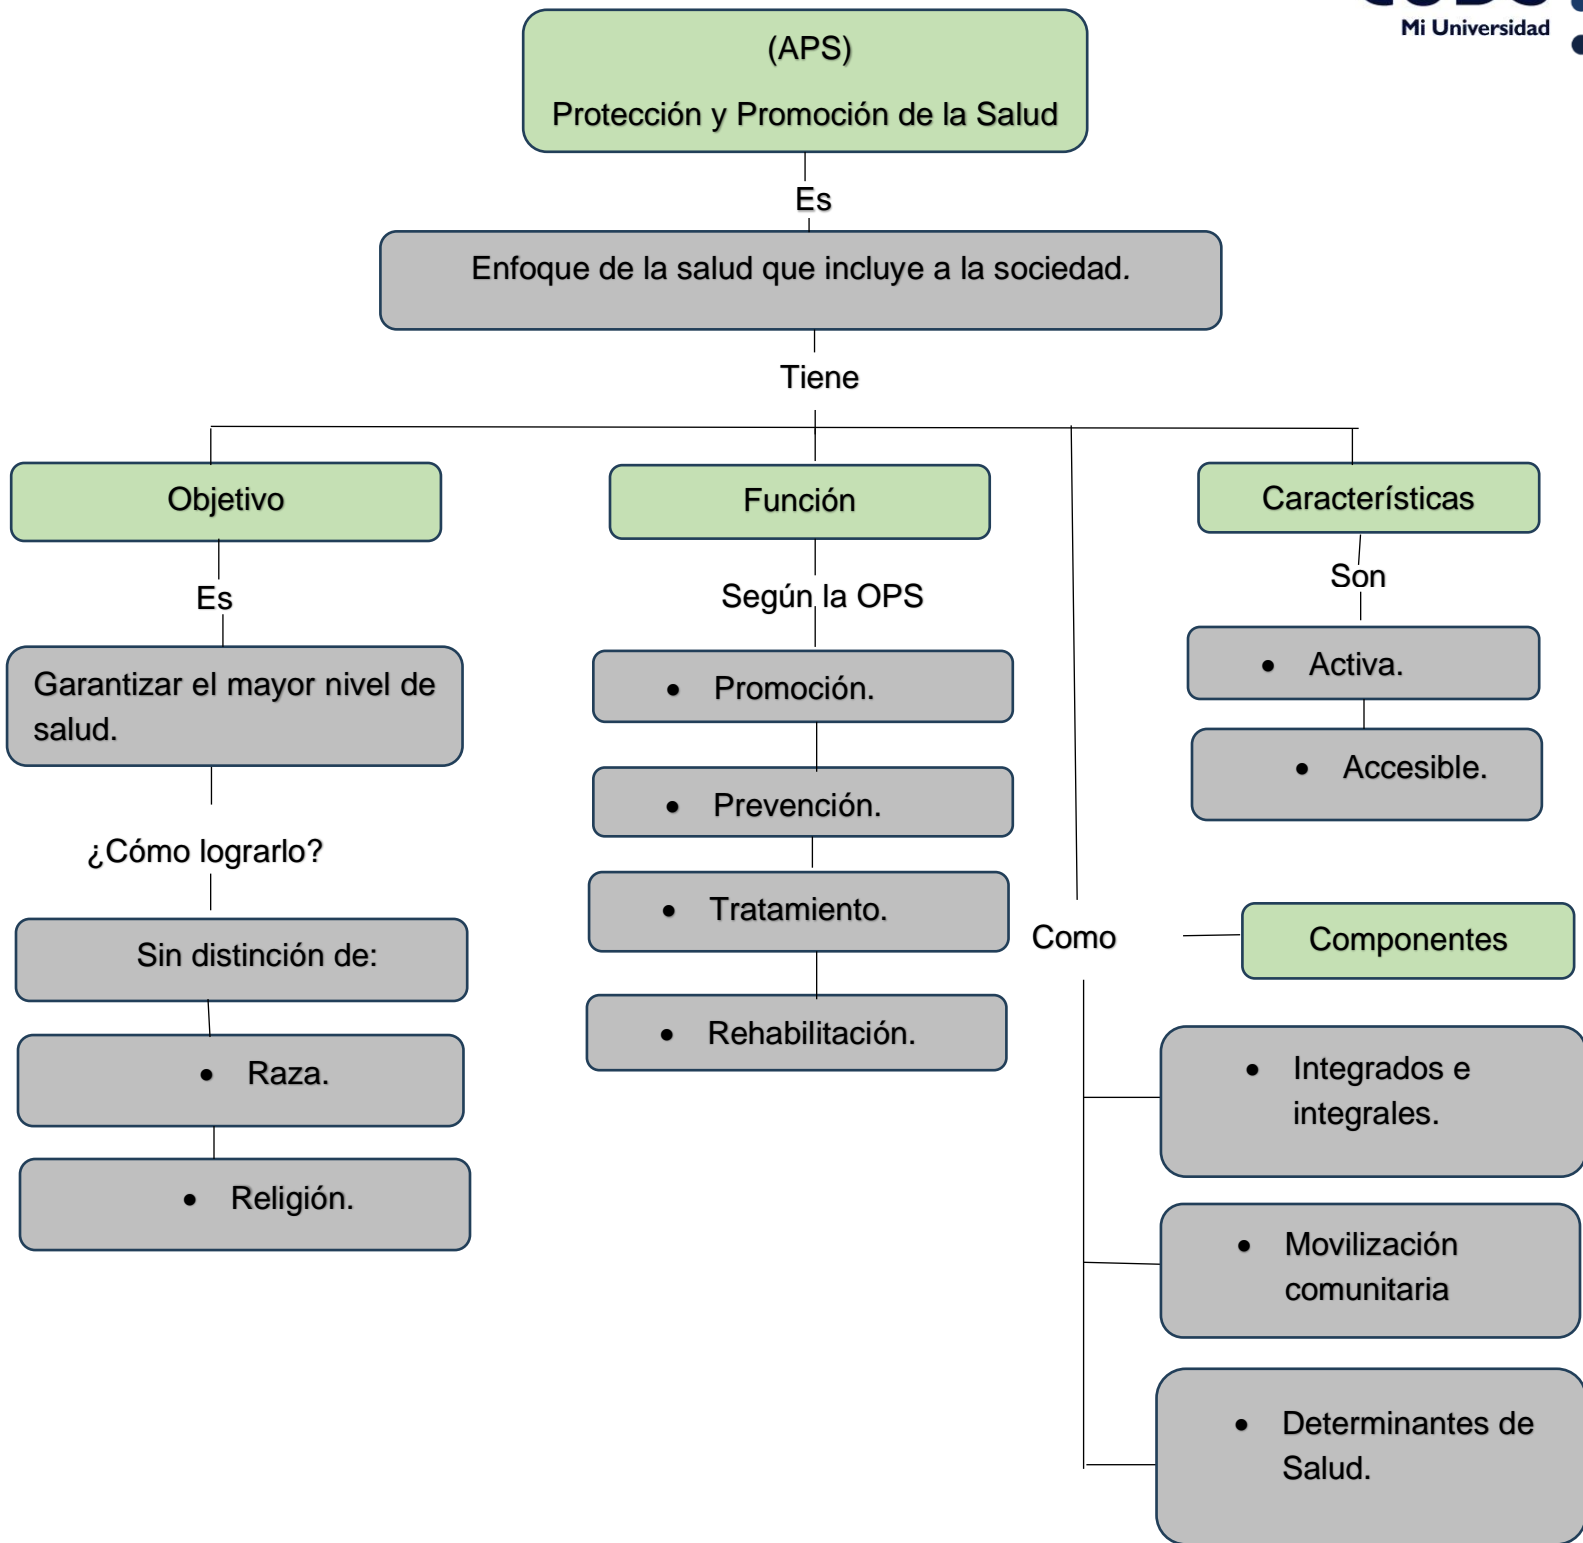 Mi Universidad
(APS)
Protección y Promoción de la Salud
Es
Enfoque de la salud que incluye a la sociedad.
Tiene
Objetivo
Es
Garantizar el mayor nivel de
salud.
¿Cómo lograrlo?
Sin distinción de:
• Raza.
• Religión.
Función
Según la OPS
• Promoción.
• Prevención.
• Tratamiento.
• Rehabilitación.
Características
Son
• Activa.
• Accesible.
Como
Componentes
• Integrados e
integrales.
• Movilización
comunitaria
• Determinantes de
Salud.